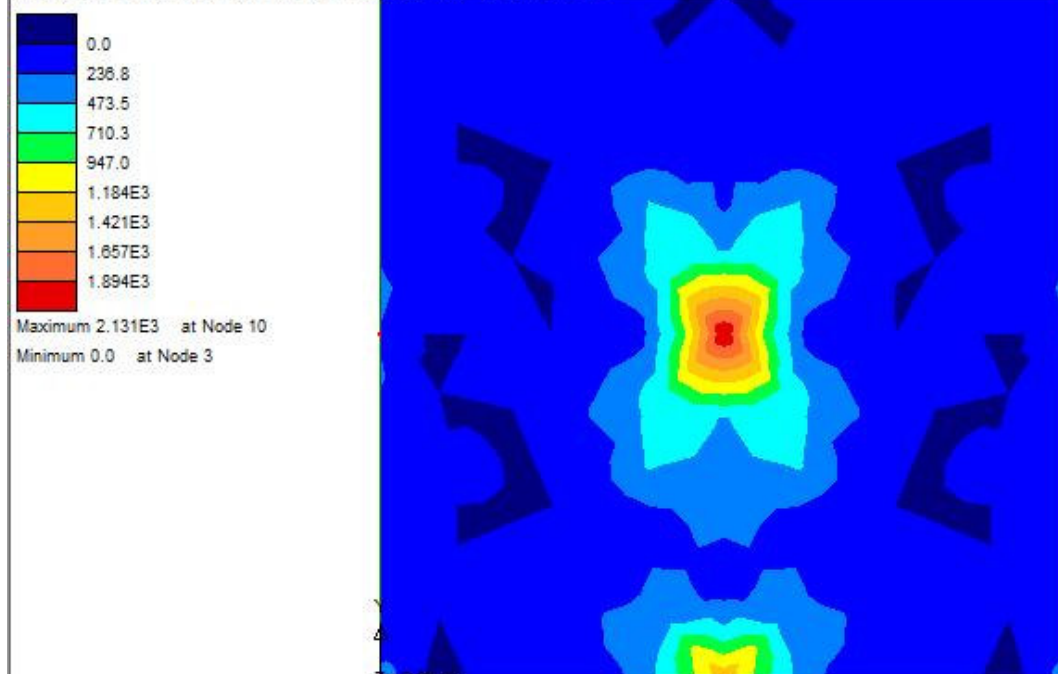 0.0
236.8
473.5
710.3
947.0
1.184E3
1.421E3
1.657E3
1.894E3
Maximum 2.131E3 at Node 10
Minimum 0.0 at Node 3
Y